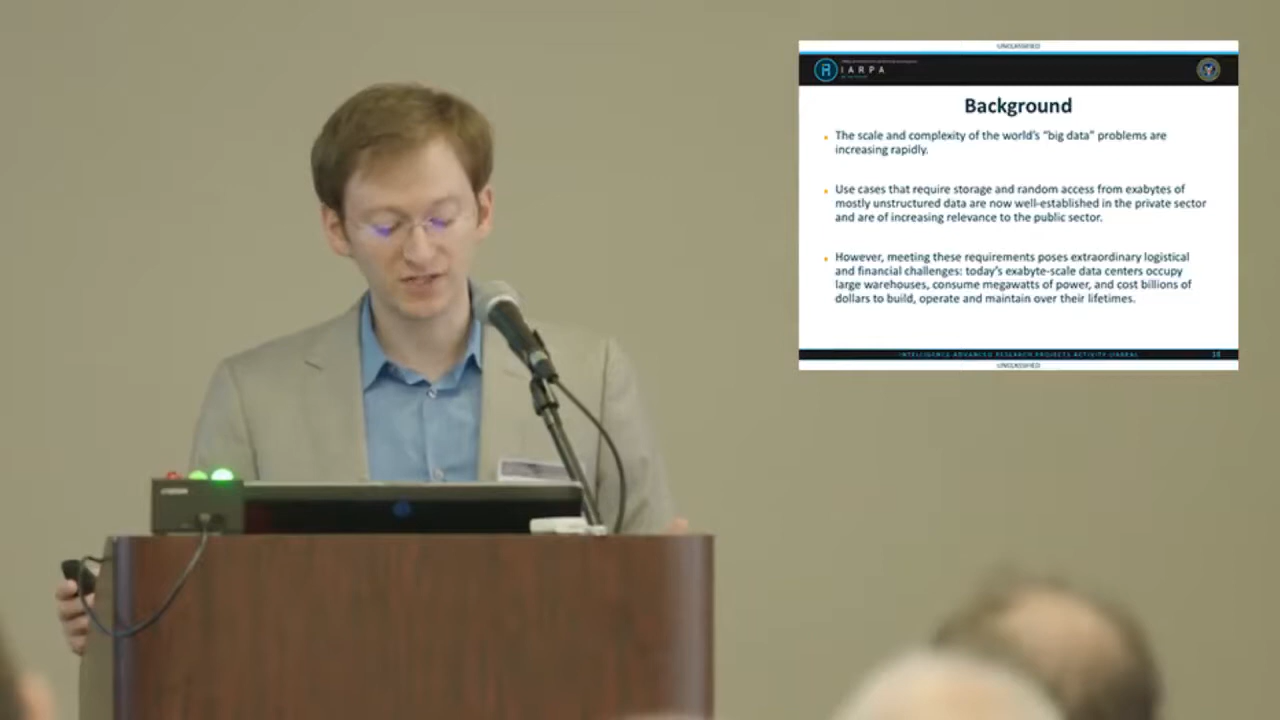 UNCLASSIFIED
IARPA
Background
The scale and complexity of the world's "big data" problems are
increasing rapidly.
Use cases that require storage and random access from exabytes of
mostly unstructured data are now well-established in the private sector
and are of increasing relevance to the public sector.
However, meeting these requirements poses extraordinary logistical
and financial challenges: today's exabyte-scale data centers occupy
large warehouses, consume megawatts of power, and cost billions of
dollars to build, operate and maintain over their lifetimes.
INTELLIGENCE ADVANCED RESEARCH PROJECTS ACTIVITY (IARPA)
UNCLASSIFIED